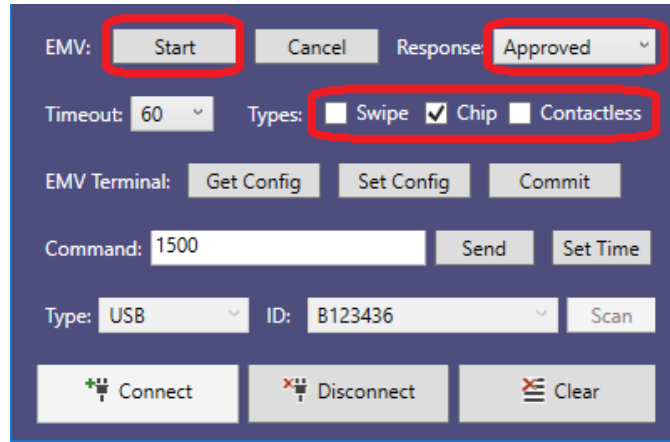 EMV: Start Cancel Response: Approved
Timeout: 60 Types: Swipe Chip Contactless
EMV Terminal: Get Config Set Config Commit
Command: 1500 Send Set Time
Type: USB ID: B123436 Scan
Connect Disconnect Clear